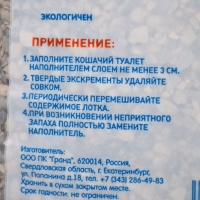 ЭКОЛОГИЧЕН
ПРИМЕНЕНИЕ:
1.ЗАПОЛНИТЕ КОШАЧИЙ ТУАЛЕТ
НАПОЛНИТЕЛЕМ СЛОЕМ НЕ МЕНЕЕ 3 СМ.
2. ТВЕРДЫЕ ЭКСКРЕМЕНТЫ УДАЛЯЙТЕ
СОВКОМ.
3.ПЕРИОДИЧЕСКИ ПЕРЕМЕШИВАЙТЕ
СОДЕРЖИМОЕ ЛОТКА.
4.ПРИ ВОЗНИКНОВЕНИИ НЕПРИЯТНОГО
ЗАПАХА ПОЛНОСТЬЮ ЗАМЕНИТЕ
НАПОЛНИТЕЛЬ.
Изготовитель:
ООО ПК "Гранд", 620014, Россия,
Свердловская область, г. Екатеринбург,
ул. Попанина д.18, тел. +7 (343) 286-49-83
Хранить в сухом закрытом месте.
Срок годности: не ограничен.